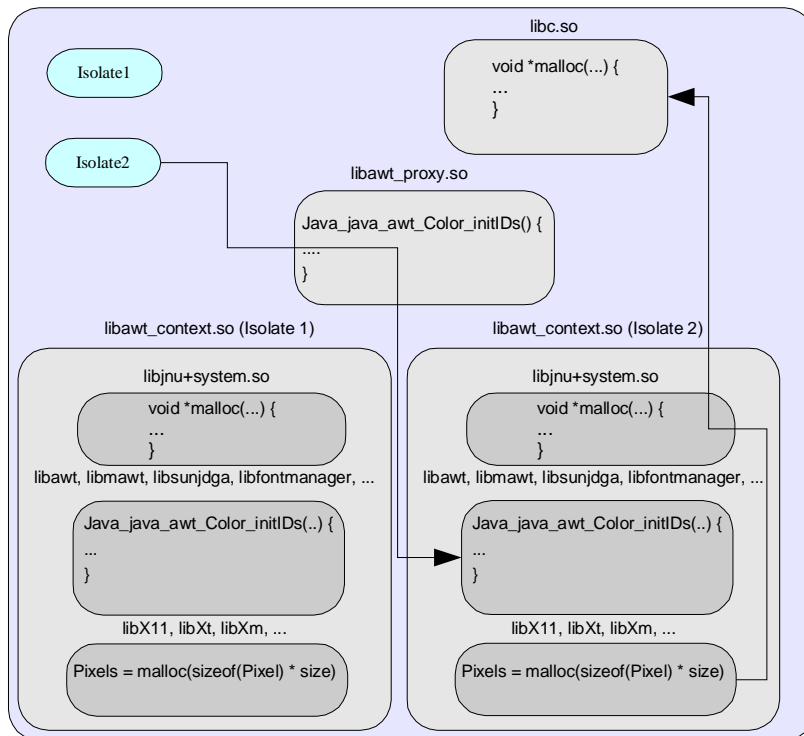 libc.so
void *malloc(...) {
...
}
Isolate1
Isolate2
libawt_proxy.so
Java_java_awt_Color_initIDs() {
....
}
libawt_context.so (Isolate 1)
libjnu+system.so
void *malloc(...) {
...
}
libawt, libmawt, libsunjdga, libfontmanager, ...
Java_java_awt_Color_initIDs(..) {
...
}
libX11, libXt, libXm, ...
Pixels = malloc(sizeof(Pixel) * size)
libawt_context.so (Isolate 2)
libjnu+system.so
void *malloc(...) {
...
}
libawt, libmawt, libsunjdga, libfontmanager, ...
Java_java_awt_Color_initIDs(..) {
...
}
libX11, libXt, libXm, ...
Pixels = malloc(sizeof(Pixel) * size)